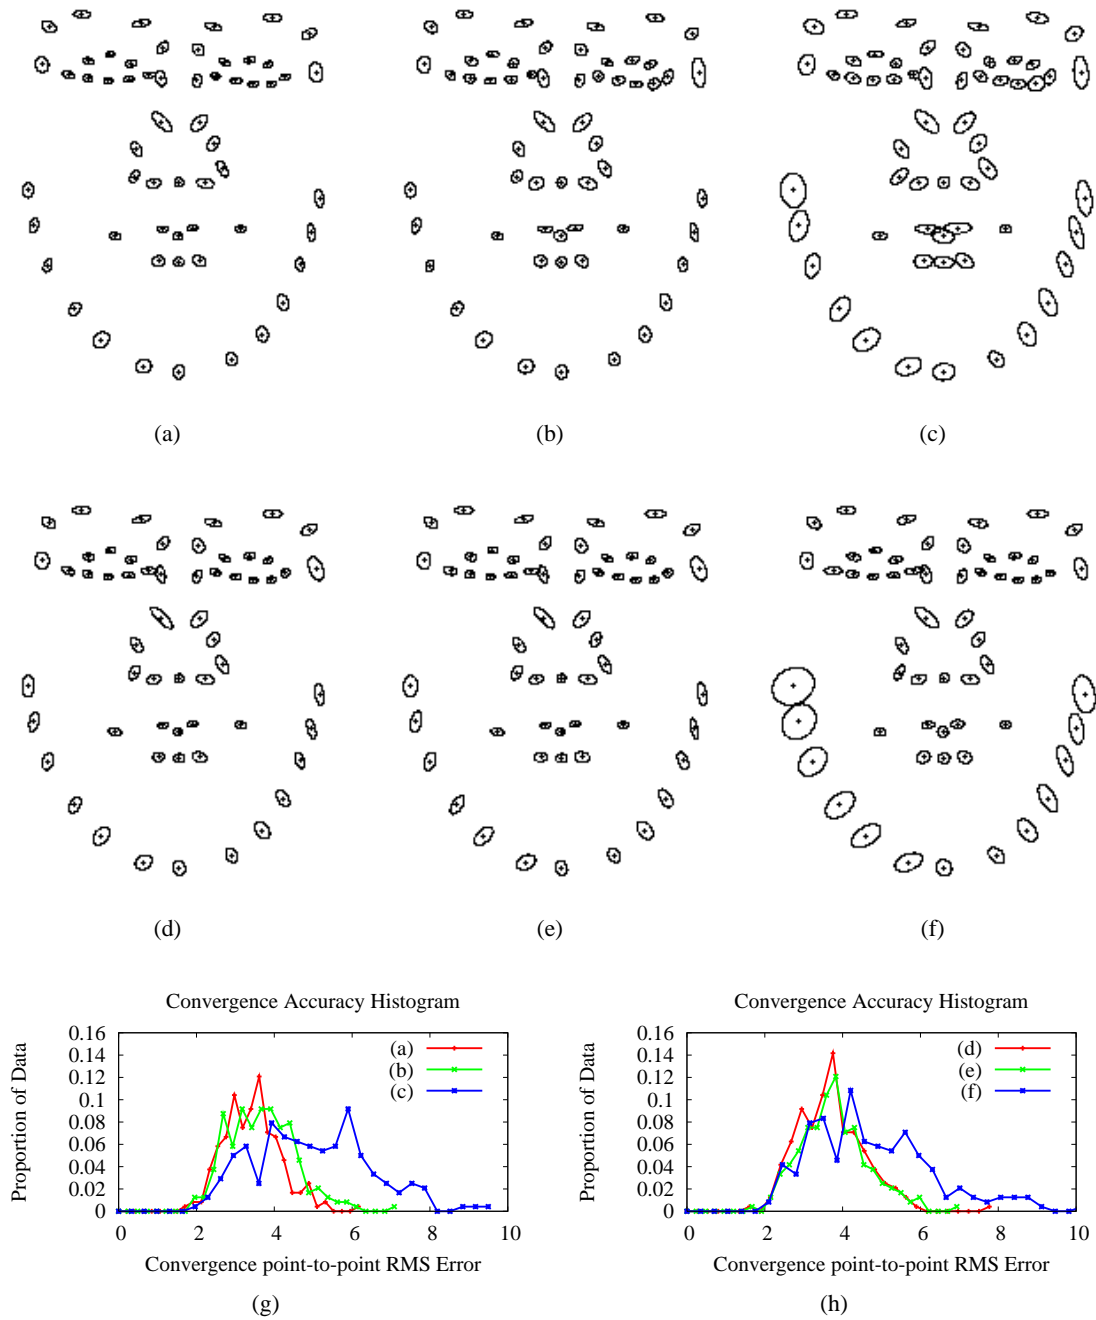 (a) (b) (c)
(d) (e) (f)
Convergence Accuracy Histogram
Proportion of Data
0.16
0.14
0.12
0.1
0.08
0.06
0.04
0.02
0
(a)
(b)
(c)
0 2 4 6 8 10
Convergence point-to-point RMS Error
(g)
Convergence Accuracy Histogram
Proportion of Data
0.16
0.14
0.12
0.1
0.08
0.06
0.04
0.02
0
(d)
(e)
(f)
0 2 4 6 8 10
Convergence point-to-point RMS Error
(h)